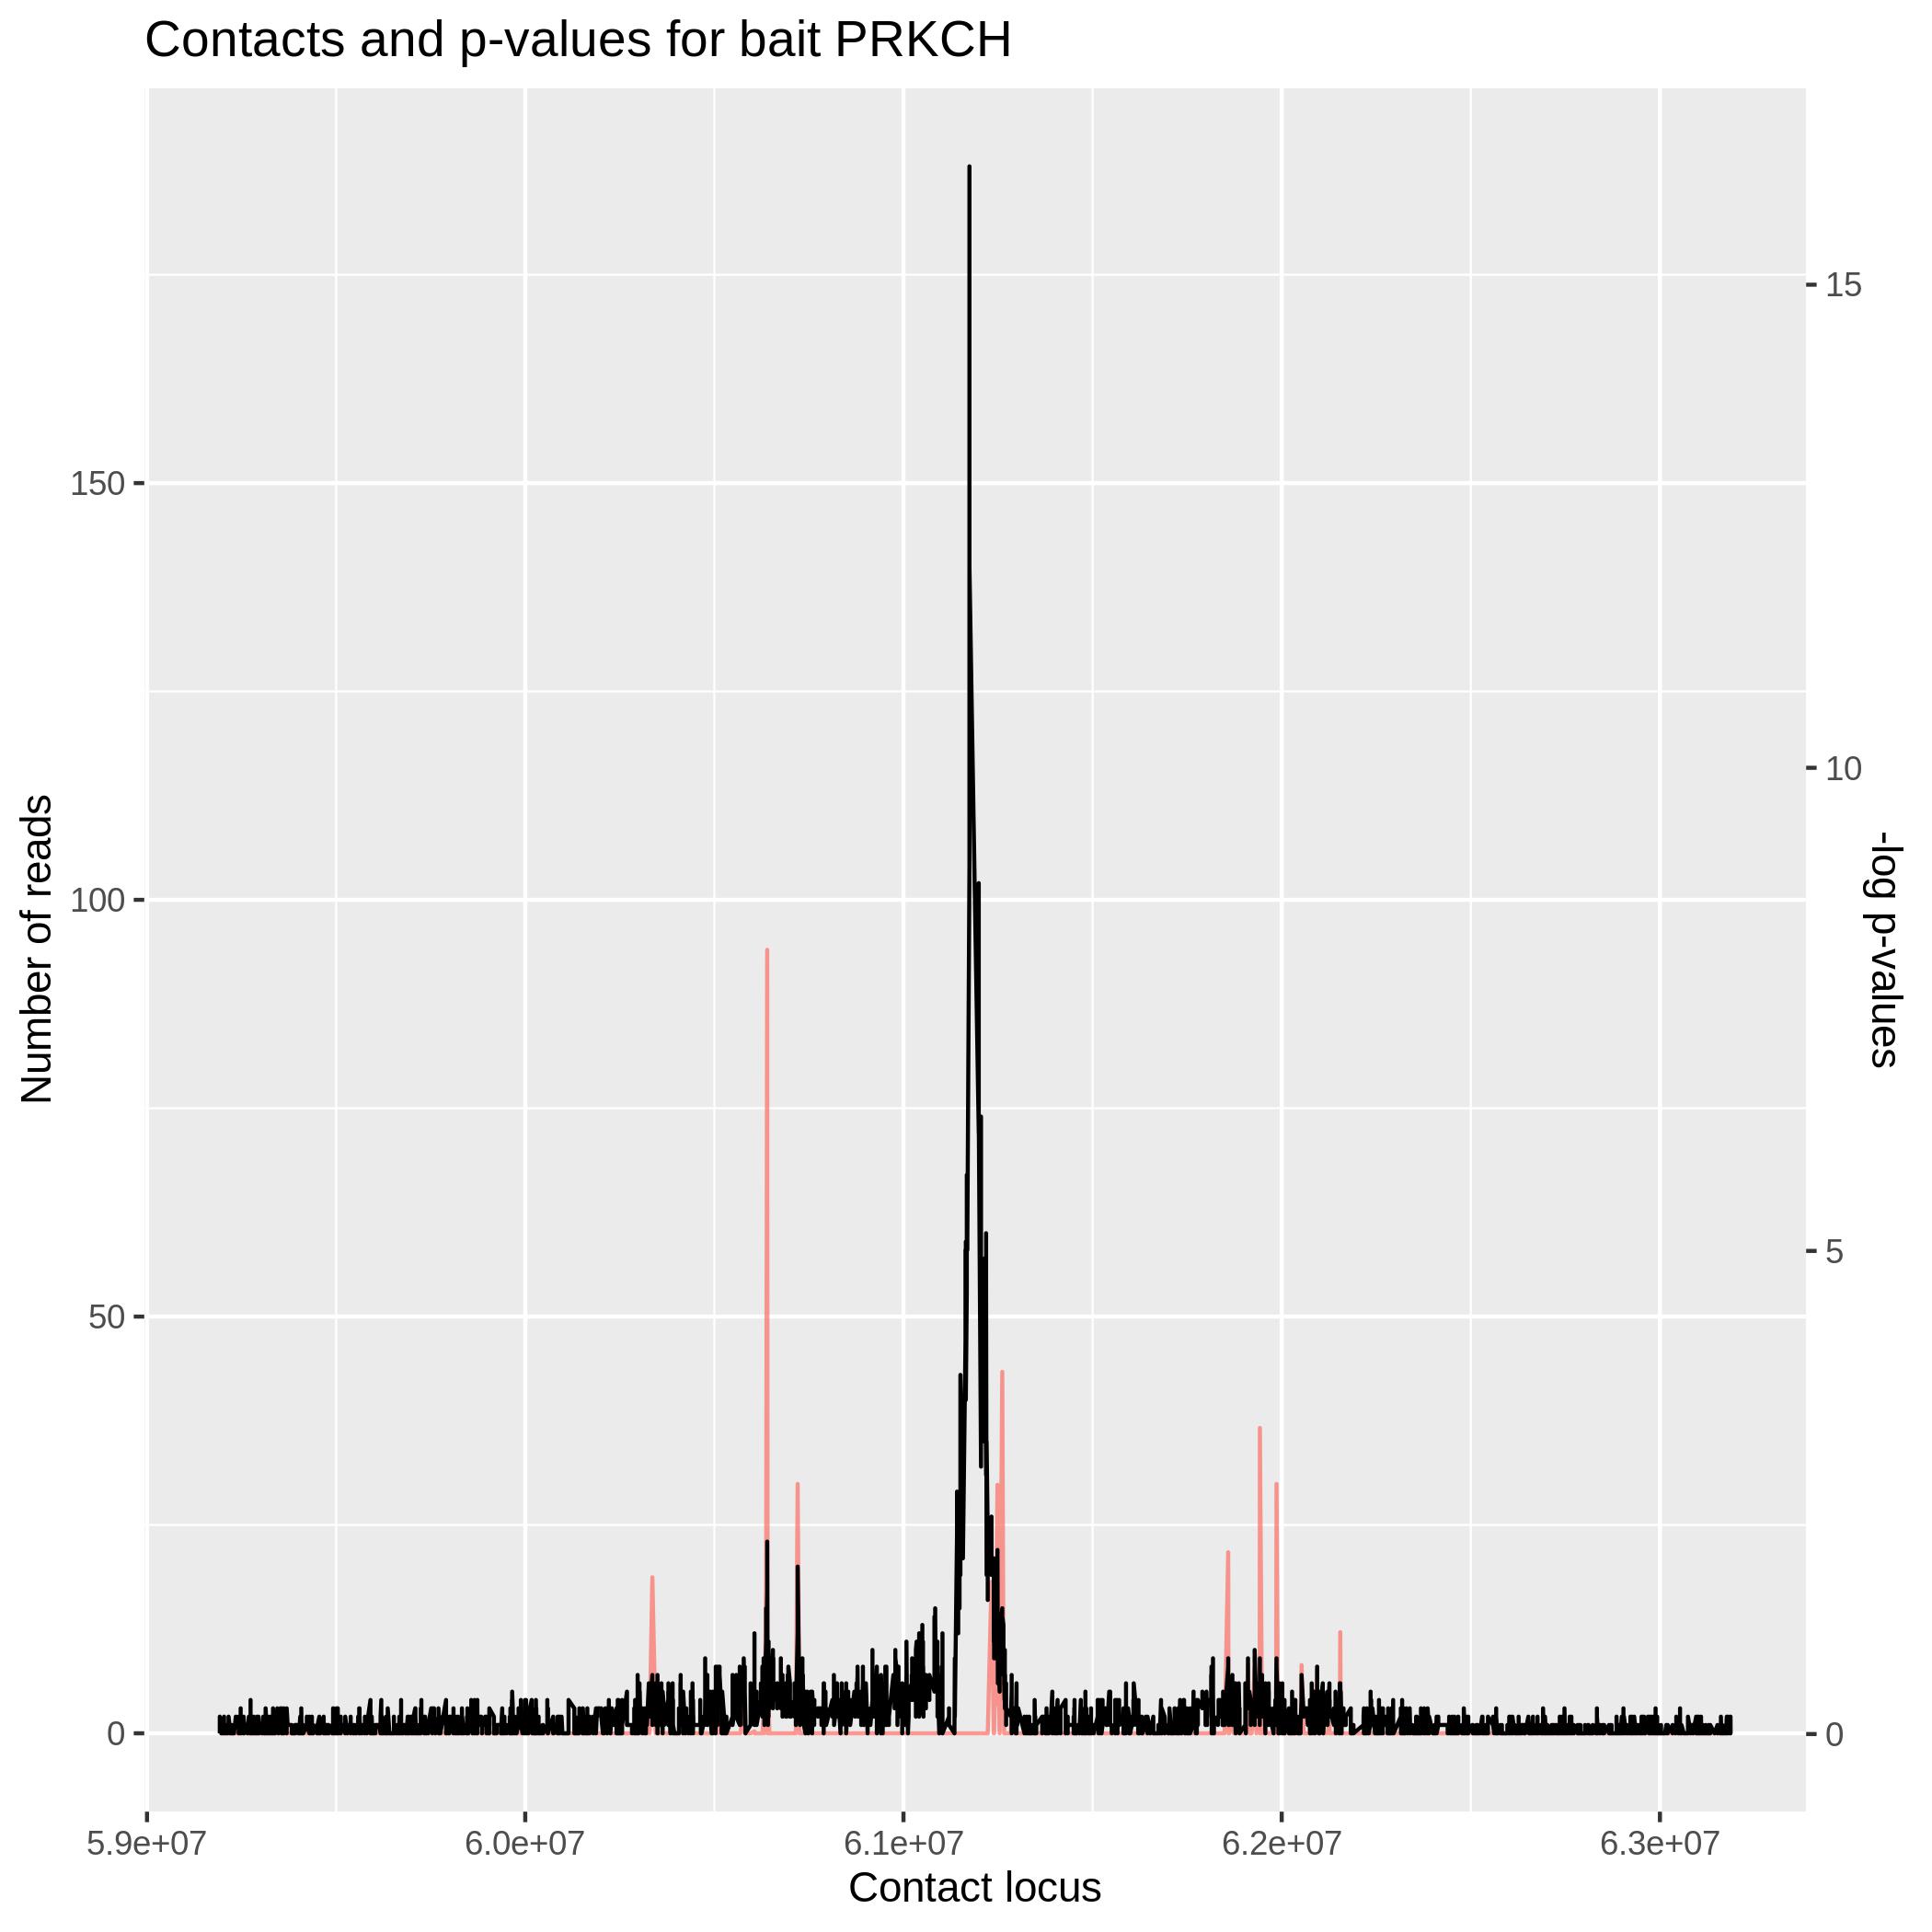 Contacts and p-values for bait PRKCH
Number of reads
150
100
50
0
15
10
5
0
-log p-values
5.9e+07
6.0e+07
6.1e+07
6.2e+07
6.3e+07
Contact locus